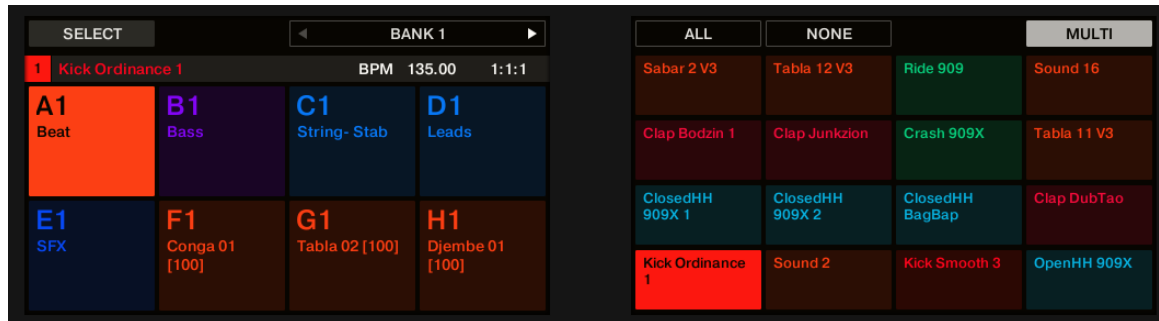 SELECT
BANK 1
1 Kick Ordinance 1 BPM 135.00 1:1:1
A1
Beat
B1
Bass
C1
String- Stab
D1
Leads
E1
SFX
F1
Conga 01
[100]
G1
Tabla 02 [100]
H1
Djembe 01
[100]
ALL
NONE
MULTI
Sabar 2 V3
Tabla 12 V3
Ride 909
Sound 16
Clap Bodzin 1
Clap Junkzion
Crash 909X
Tabla 11 V3
ClosedHH
909X 1
ClosedHH
909X 2
ClosedHH
BagBap
Clap DubTao
Kick Ordinance
1
Sound 2
Kick Smooth 3
OpenHH 909X